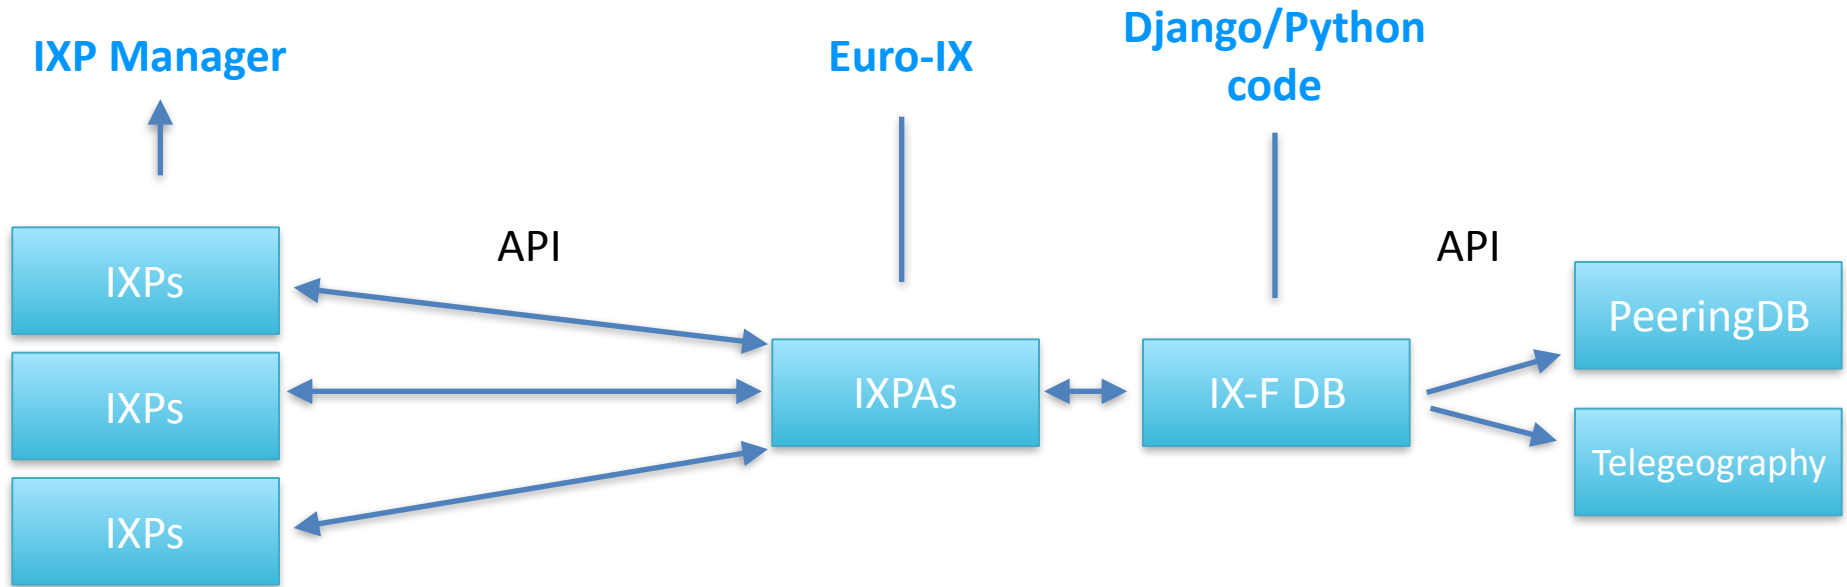 IXP Manager
Euro-IX
Django/Python
code
API
API
IXPs
IXPs
IXPs
IXPAs
IX-F DB
PeeringDB
Telegeography